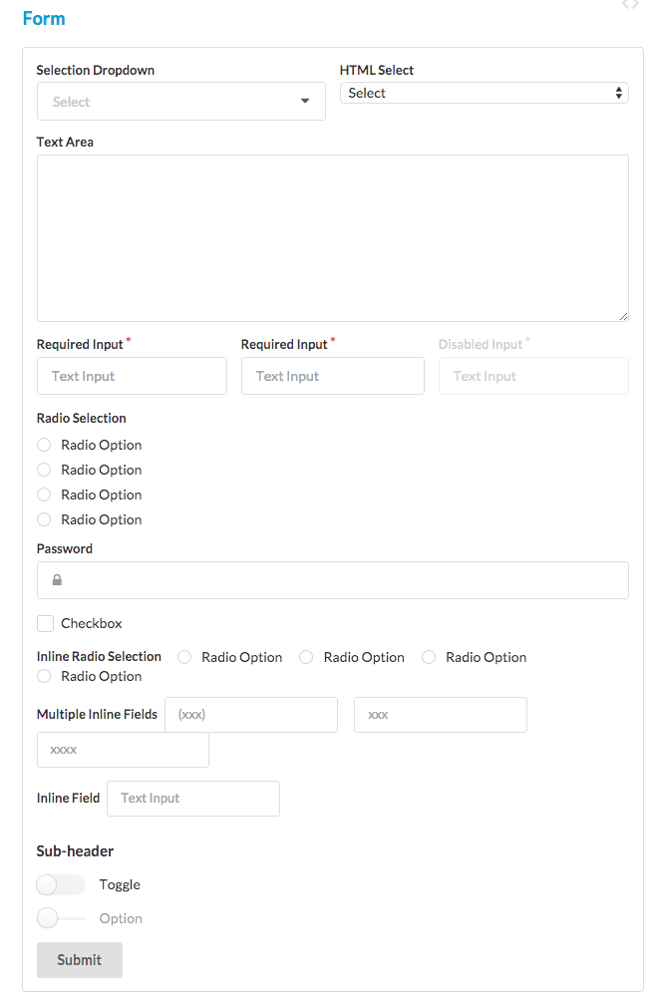 Form
Selection Dropdown
HTML Select
Select
Select
Text Area
Required Input *
Required Input *
Disabled Input *
Text Input
Text Input
Text Input
Radio Selection
Radio Option
Radio Option
Radio Option
Radio Option
Password
Checkbox
Inline Radio Selection Radio Option Radio Option Radio Option
Radio Option
Multiple Inline Fields (xxx) xxx
xxxx
Inline Field Text Input
Sub-header
Toggle
Option
Submit